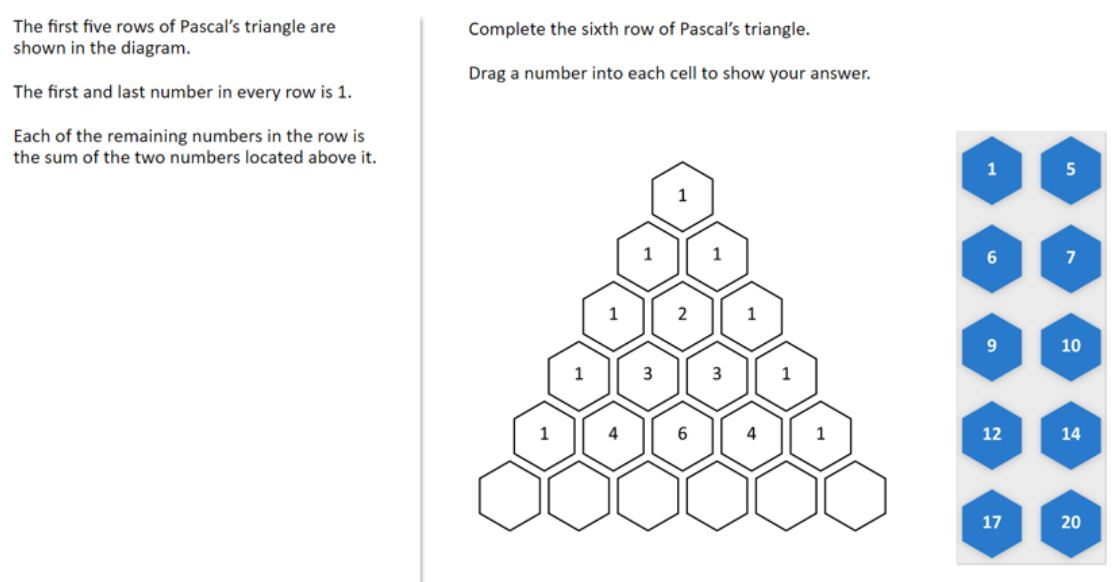 The first five rows of Pascal's triangle are
shown in the diagram.
The first and last number in every row is 1.
Each of the remaining numbers in the row is
the sum of the two numbers located above it.
Complete the sixth row of Pascal's triangle.
Drag a number into each cell to show your answer.
1
1 1
1 2 1
1 3 3 1
1 4 6 4 1
1 5
6 7
9 10
12 14
17 20